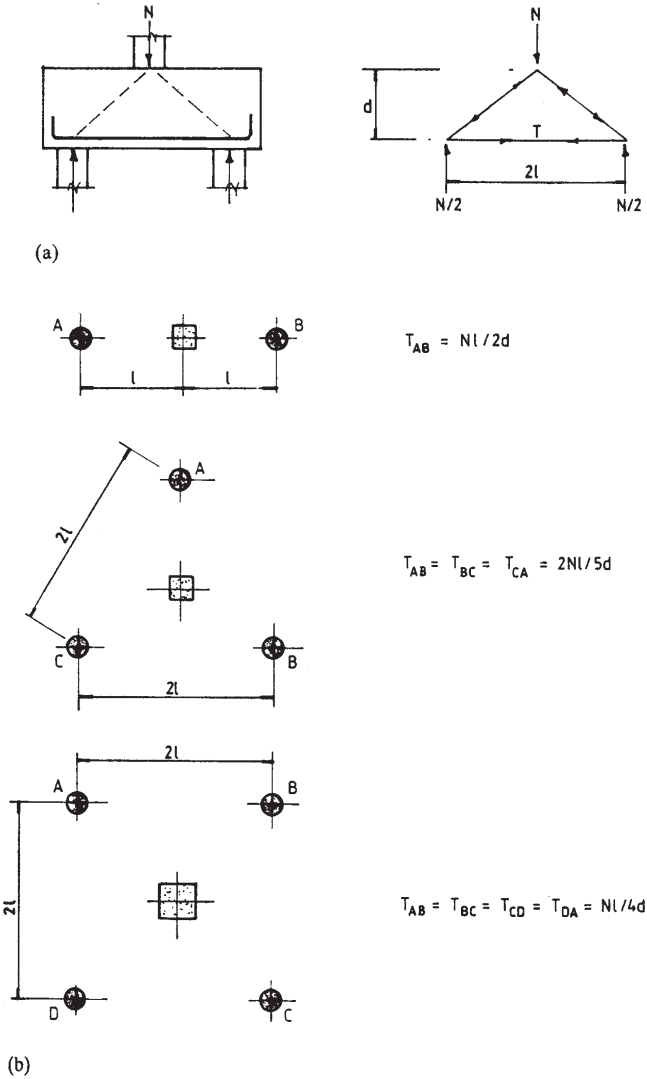 N
N
d
T
2l
N/2
N/2
(a)
A
B
l
l
T_AB = Nl/2d
A
2l
T_AB = T_BC = T_CA = 2Nl/5d
C
B
2l
2l
A
B
2l
T_AB = T_BC = T_CD = T_DA = Nl/4d
D
C
(b)